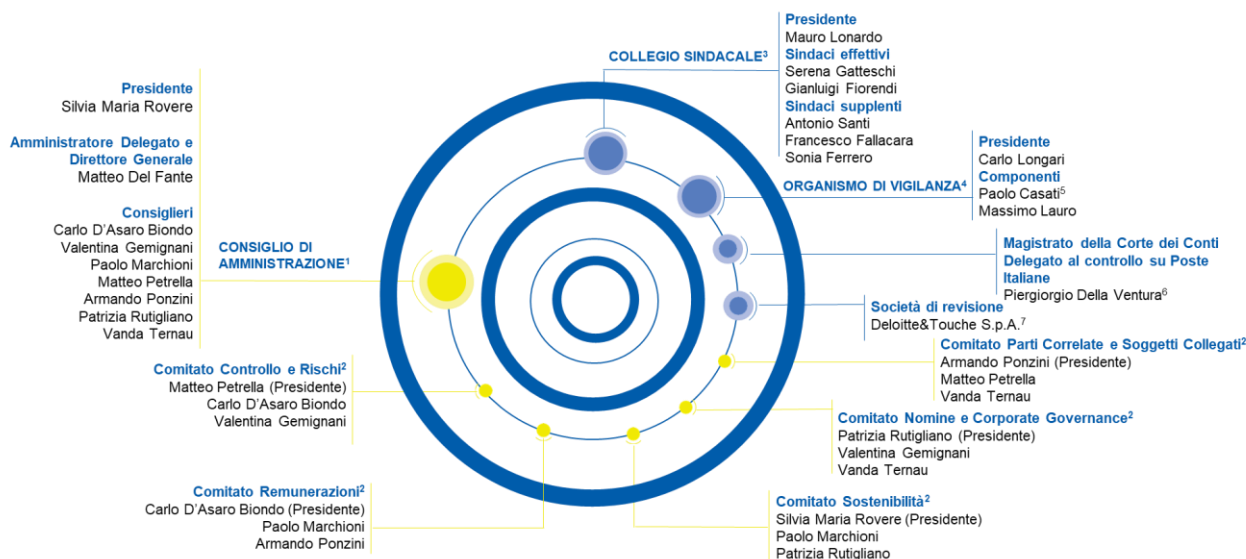 COLLEGIO SINDACALE³
Presidente
Mauro Lonardo
Sindaci effettivi
Serena Gatteschi
Gianluigi Fiorendi
Sindaci supplenti
Antonio Santi
Francesco Fallacara
Sonia Ferrero
Presidente
Silvia Maria Rovere
Amministratore Delegato e
Direttore Generale
Matteo Del Fante
Consiglieri
Carlo D'Asaro Biondo
Valentina Gemignani
Paolo Marchioni
Matteo Petrella
Armando Ponzini
Patrizia Rutigliano
Vanda Ternau
CONSIGLIO DI
AMMINISTRAZIONE¹
ORGANISMO DI VIGILANZA⁴
Presidente
Carlo Longari
Componenti
Paolo Casati⁵
Massimo Lauro
Magistrato della Corte dei Conti
Delegato al controllo su Poste
Italiane
Piergiorgio Della Ventura⁶
Società di revisione
Deloitte&Touche S.p.A.⁷
Comitato Parti Correlate e Soggetti Collegati²
Armando Ponzini (Presidente)
Matteo Petrella
Vanda Ternau
Comitato Controllo e Rischi²
Matteo Petrella (Presidente)
Carlo D'Asaro Biondo
Valentina Gemignani
Comitato Nomine e Corporate Governance²
Patrizia Rutigliano (Presidente)
Valentina Gemignani
Vanda Ternau
Comitato Remunerazioni²
Carlo D'Asaro Biondo (Presidente)
Paolo Marchioni
Armando Ponzini
Comitato Sostenibilità²
Silvia Maria Rovere (Presidente)
Paolo Marchioni
Patrizia Rutigliano